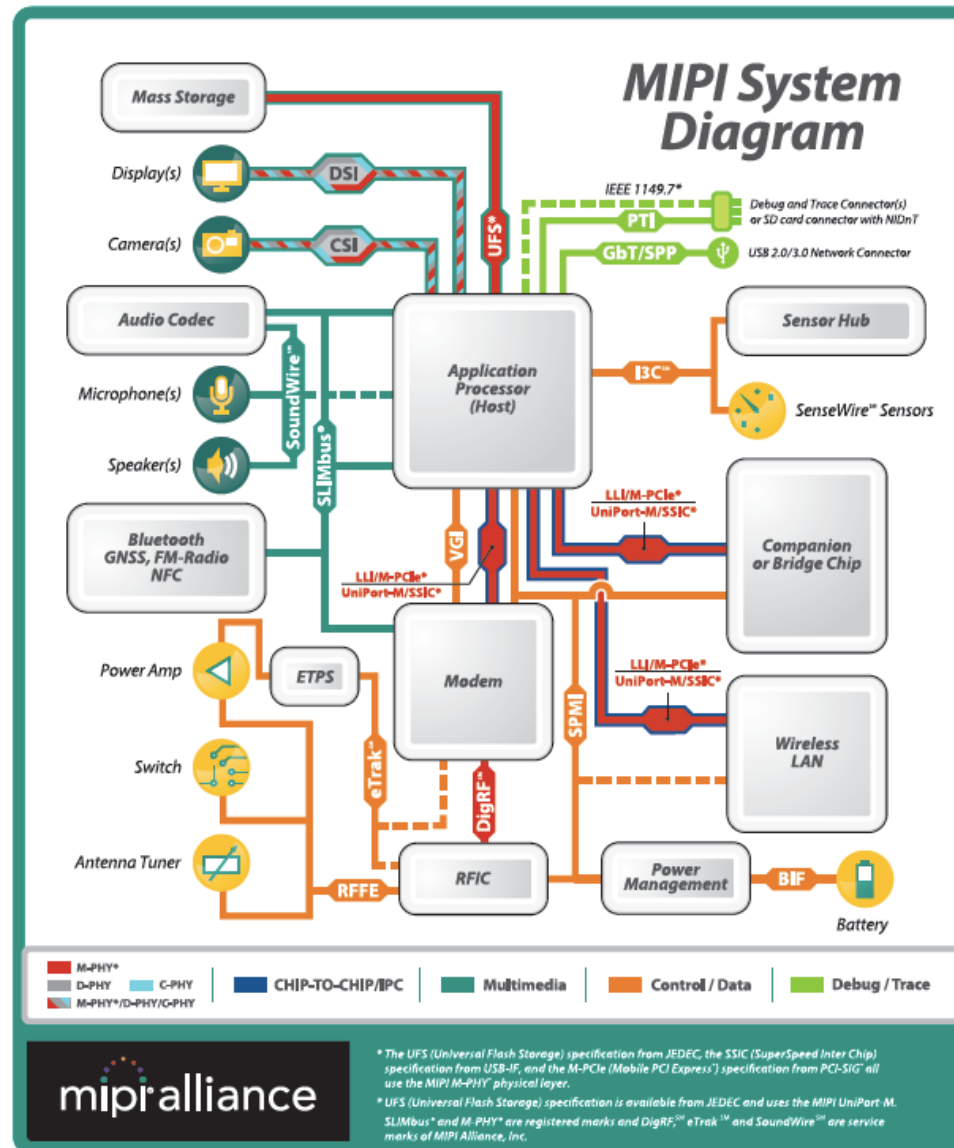 MIPI System
Diagram
Mass Storage
Display(s)
DSI
Camera(s)
CSI
UFS*
IEEE 1149.7*
PTI
Debug and Trace Connector(s)
or SD card connector with NIDnT
GbT/SPP
USB 2.0/3.0 Network Connector
Audio Codec
SoundWire℠
Microphone(s)
Speaker(s)
SLIMbus®
Application
Processor
(Host)
I3C℠
Sensor Hub
SenseWire℠ Sensors
Bluetooth
GNSS, FM-Radio
NFC
VGI
LLI/M-PCIe*
UniPort-M/SSIC*
LLI/M-PCIe*
UniPort-M/SSIC*
Companion
or Bridge Chip
Power Amp
ETPS
Modem
LLI/M-PCIe*
UniPort-M/SSIC*
SPMI
Wireless
LAN
Switch
eTrak℠
DigRF℠
Antenna Tuner
RFFE
RFIC
Power
Management
BIF
Battery
M-PHY®
D-PHY C-PHY
M-PHY®/D-PHY/C-PHY
CHIP-TO-CHIP/IPC
Multimedia
Control / Data
Debug / Trace
mipi alliance
* The UFS (Universal Flash Storage) specification from JEDEC, the SSIC (SuperSpeed Inter Chip)
specification from USB-IF, and the M-PCIe (Mobile PCI Express®) specification from PCI-SIG® all
use the MIPI M-PHY® physical layer.
* UFS (Universal Flash Storage) specification is available from JEDEC and uses the MIPI UniPort-M.
SLIMbus® and M-PHY® are registered marks and DigRF,℠ eTrak ℠ and SoundWire℠ are service
marks of MIPI Alliance, Inc.